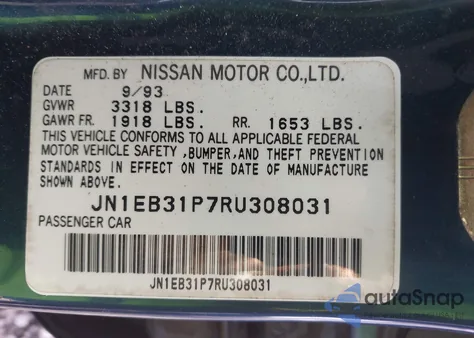 MFD. BY NISSAN MOTOR CO.,LTD.
DATE 9/93
GVWR 3318 LBS.
GAWR FR. 1918 LBS. RR. 1653 LBS.
THIS VEHICLE CONFORMS TO ALL APPLICABLE FEDERAL
MOTOR VEHICLE SAFETY ,BUMPER,AND THEFT PREVENTION
STANDARDS IN EFFECT ON THE DATE OF MANUFACTURE
SHOWN ABOVE.
JN1EB31P7RU308031
PASSENGER CAR
JN1EB31P7RU308031
autoSnap